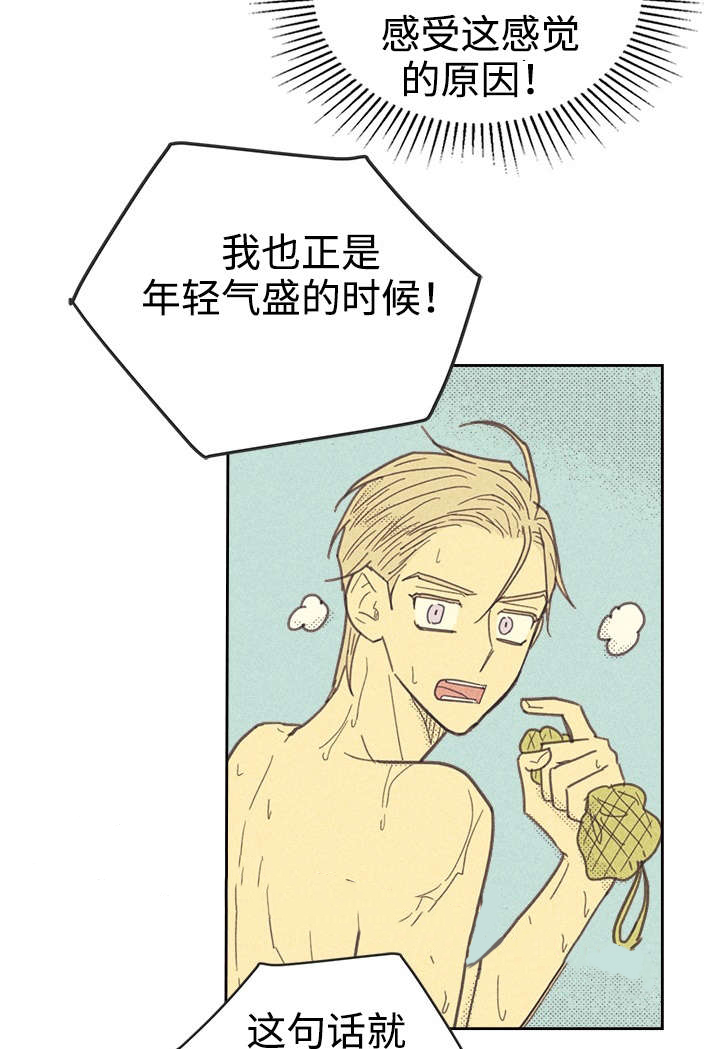 感受这感觉
的原因！
我也正是
年轻气盛的时候！
这句话就